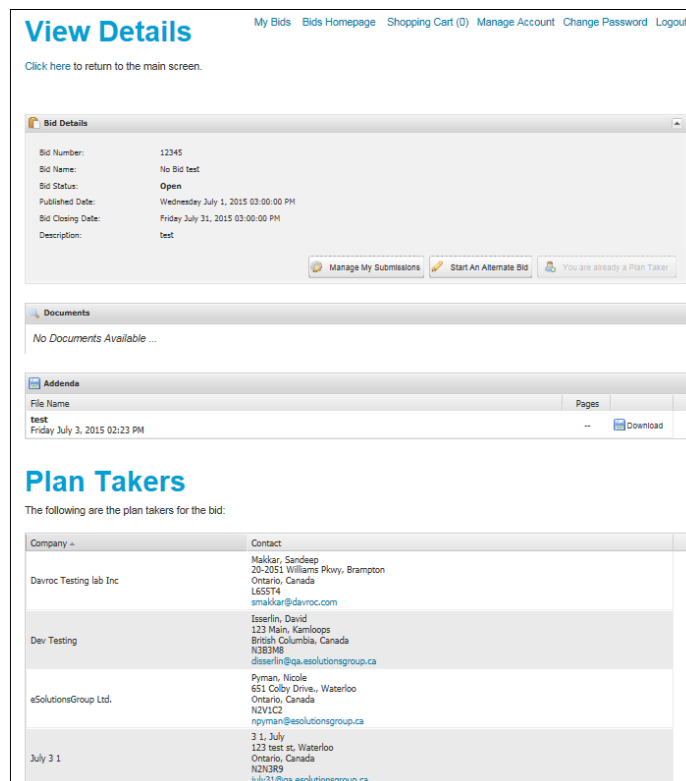 View Details
My Bids Bids Homepage Shopping Cart (0) Manage Account Change Password Logout
Click here to return to the main screen.
Bid Details
Bid Number: 12345
Bid Name: No Bid test
Bid Status: Open
Published Date: Wednesday July 1, 2015 03:00:00 PM
Bid Closing Date: Friday July 31, 2015 03:00:00 PM
Description: test
Manage My Submissions Start An Alternate Bid You are already a Plan Taker
Documents
No Documents Available ...
Addenda
File Name Pages
test
Friday July 3, 2015 02:23 PM -- Download
Plan Takers
The following are the plan takers for the bid:
Company Contact
Makkar, Sandeep
20-2051 Williams Pkwy, Brampton
Davroc Testing lab Inc Ontario, Canada
L6S5T4
smakkar@davroc.com
Isserlin, David
123 Main, Kamloops
Dev Testing British Columbia, Canada
N3B3M8
disserlin@qa.esolutionsgroup.ca
Pyman, Nicole
651 Colby Drive., Waterloo
eSolutionsGroup Ltd. Ontario, Canada
N2V1C2
npyman@esolutionsgroup.ca
3 1, July
123 test st, Waterloo
July 3 1 Ontario, Canada
N2N3R9
july31@qa.esolutionsgroup.ca